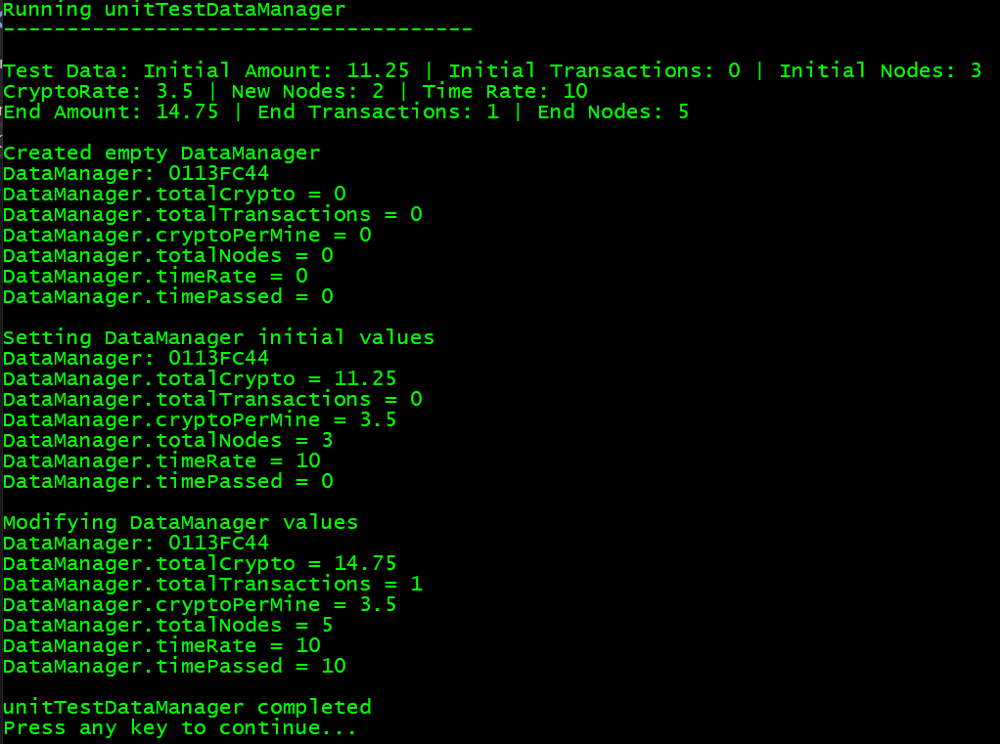 Running unitTestDataManager
-------------------------------------
Test Data: Initial Amount: 11.25 | Initial Transactions: 0 | Initial Nodes: 3
CryptoRate: 3.5 | New Nodes: 2 | Time Rate: 10
End Amount: 14.75 | End Transactions: 1 | End Nodes: 5
Created empty DataManager
DataManager: 0113FC44
DataManager.totalCrypto = 0
DataManager.totalTransactions = 0
DataManager.cryptoPerMine = 0
DataManager.totalNodes = 0
DataManager.timeRate = 0
DataManager.timePassed = 0
Setting DataManager initial values
DataManager: 0113FC44
DataManager.totalCrypto = 11.25
DataManager.totalTransactions = 0
DataManager.cryptoPerMine = 3.5
DataManager.totalNodes = 3
DataManager.timeRate = 10
DataManager.timePassed = 0
Modifying DataManager values
DataManager: 0113FC44
DataManager.totalCrypto = 14.75
DataManager.totalTransactions = 1
DataManager.cryptoPerMine = 3.5
DataManager.totalNodes = 5
DataManager.timeRate = 10
DataManager.timePassed = 10
unitTestDataManager completed
Press any key to continue...